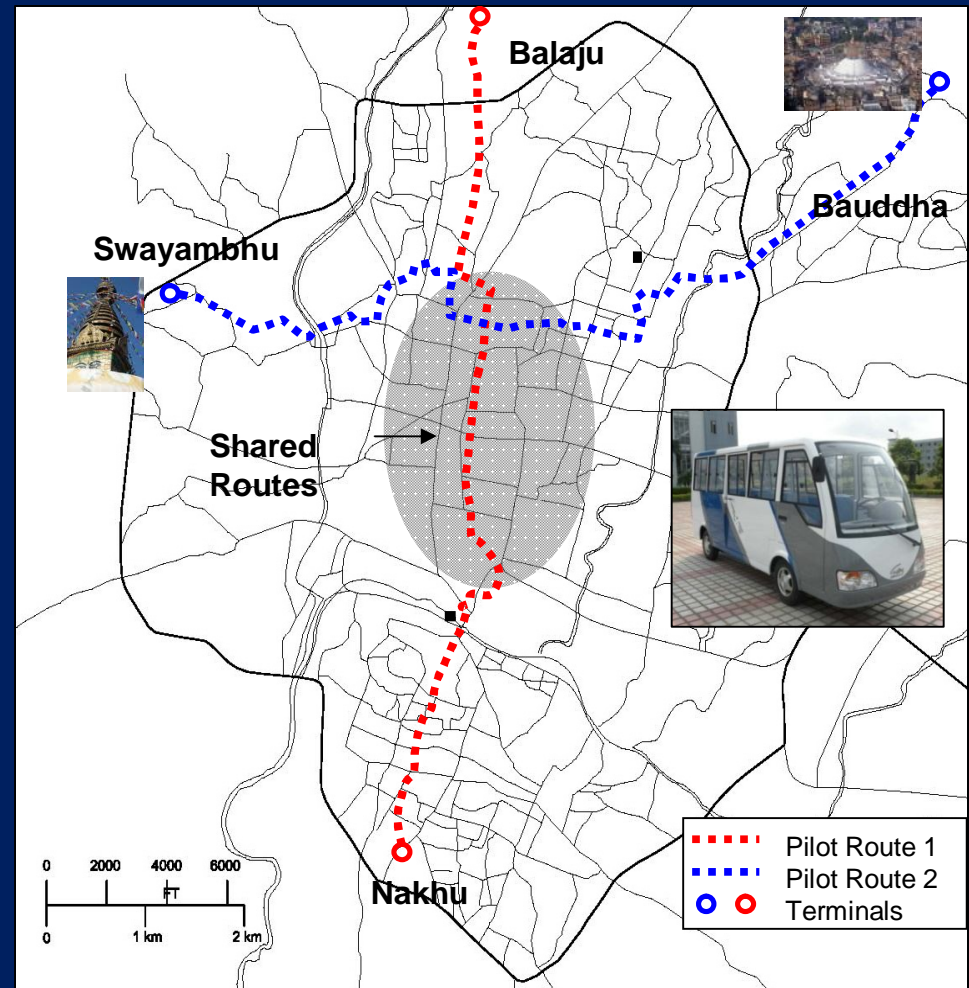 Balaju
Bauddha
Swayambhu
Shared
Routes
Nakhu
0 2000 4000 6000
FT
0 1 km 2 km
Pilot Route 1
Pilot Route 2
Terminals